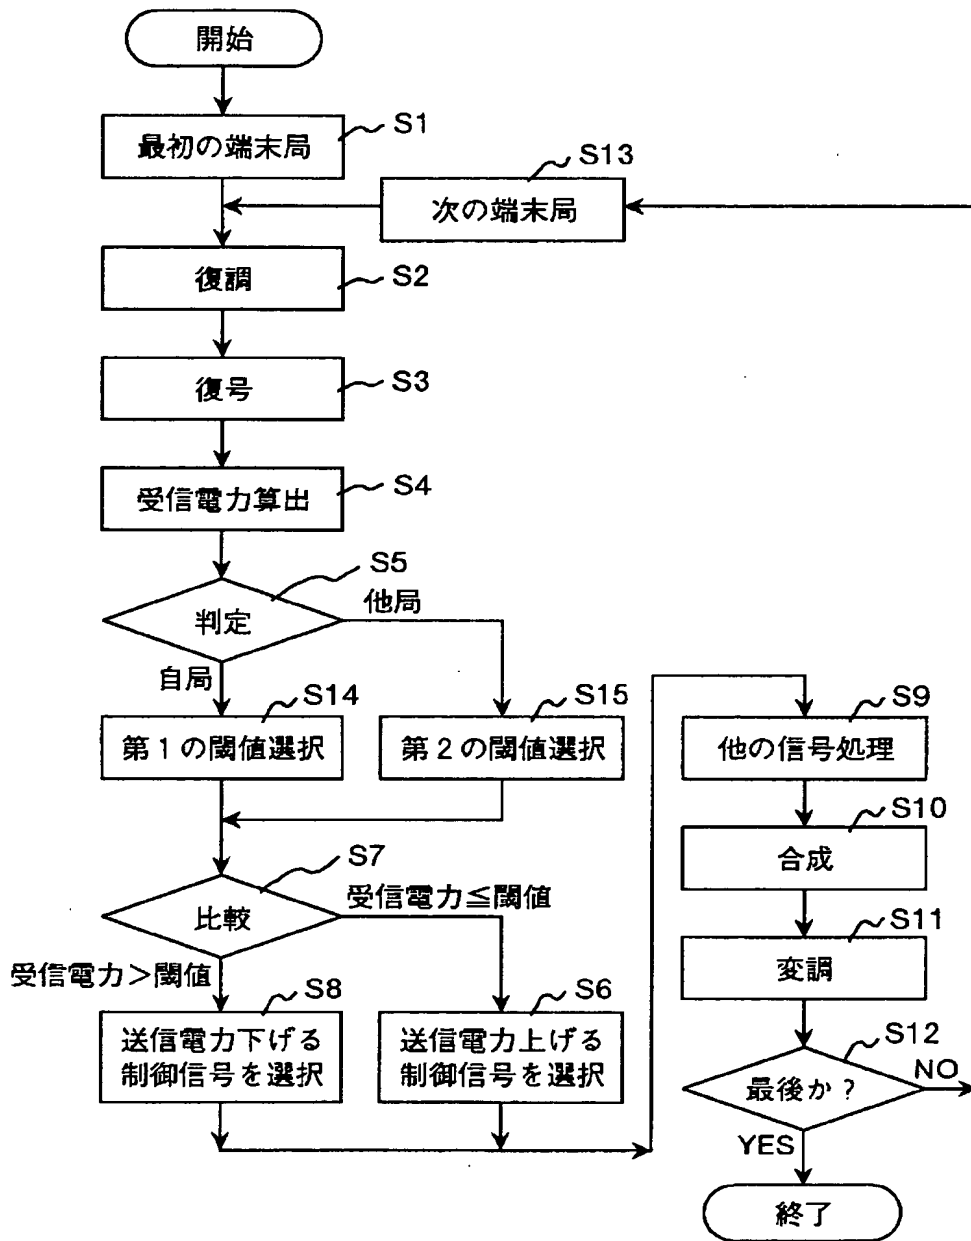 開始
最初の端末局
S1
次の端末局
S13
復調
S2
復号
S3
受信電力算出
S4
判定
S5
他局
自局
第1の閾値選択
S14
第2の閾値選択
S15
比較
S7
受信電力≦閾値
受信電力>閾値
送信電力下げる
制御信号を選択
S8
送信電力上げる
制御信号を選択
S6
他の信号処理
S9
合成
S10
変調
S11
最後か?
S12
NO
YES
終了